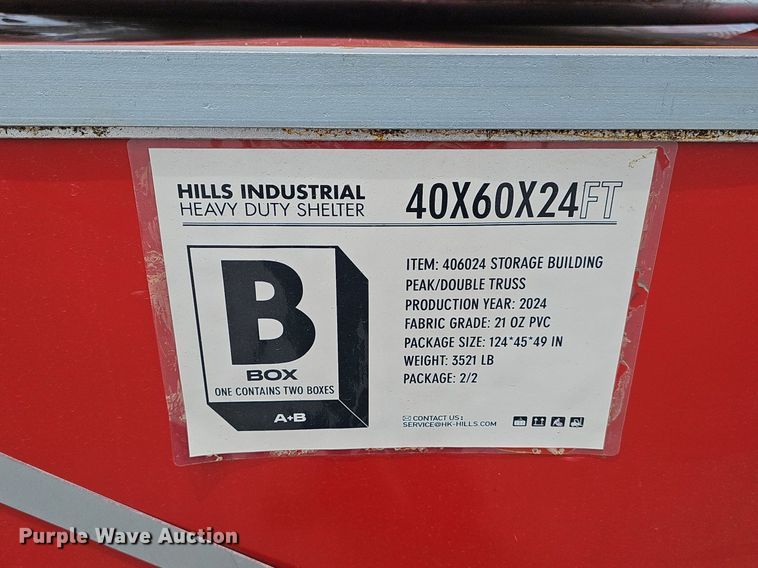 HILLS INDUSTRIAL
HEAVY DUTY SHELTER
40X60X24FT
B
BOX
ONE CONTAINS TWO BOXES
A+B
ITEM: 406024 STORAGE BUILDING
PEAK/DOUBLE TRUSS
PRODUCTION YEAR: 2024
FABRIC GRADE: 21 OZ PVC
PACKAGE SIZE: 124*45*49 IN
WEIGHT: 3521 LB
PACKAGE: 2/2
CONTACT US :
SERVICE@HK-HILLS.COM
Purple Wave Auction